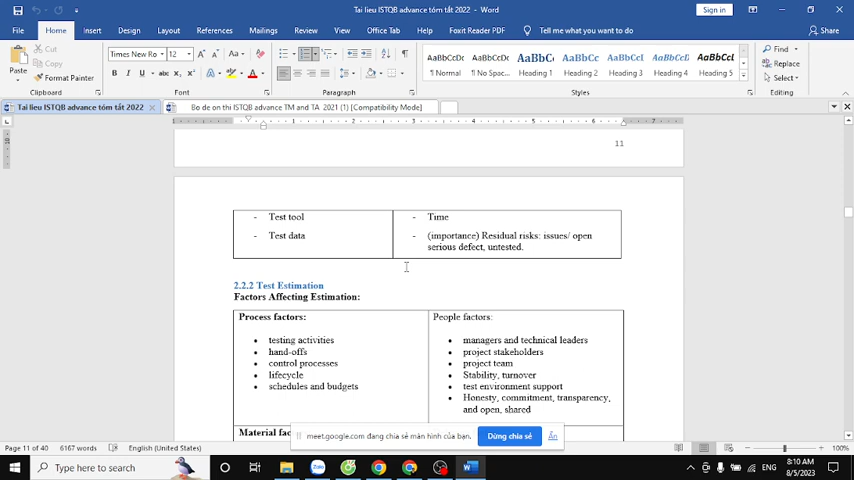 Tai lieu ISTQB advance tóm tắt 2022 - Word
Sign in
File Home Insert Draw Design Layout References Mailings Review View Office Tab Help Foxit Reader PDF Tell me what you want to do
Share
Paste
Cut
Copy
Format Painter
Clipboard
Times New Ro 12
Font
Paragraph
AaBbCcDc AaBbCcDc AaBbC AaBbCc AaBbCcI AaBbCcD AaBbCcI
¶ Normal ¶ No Spac... Heading 1 Heading 2 Heading 3 Heading 4 Heading 5
Styles
Find
Replace
Select
Editing
Tai lieu ISTQB advance tóm tắt 2022
Bo de on thi ISTQB advance TM and TA 2021 (1) [Compatibility Mode]
11
- Test tool
- Test data
- Time
- (importance) Residual risks: issues/ open
serious defect, untested.
2.2.2 Test Estimation
Factors Affecting Estimation:
Process factors:
• testing activities
• hand-offs
• control processes
• lifecycle
• schedules and budgets
People factors:
• managers and technical leaders
• project stakeholders
• project team
• Stability, turnover
• test environment support
• Honesty, commitment, transparency,
and open, shared
Material fac
meet.google.com đang chia sẻ màn hình của bạn.
Dừng chia sẻ
Ẩn
Page 11 of 40 6167 words English (United States)
100%
Type here to search
ENG
8:10 AM
8/5/2023